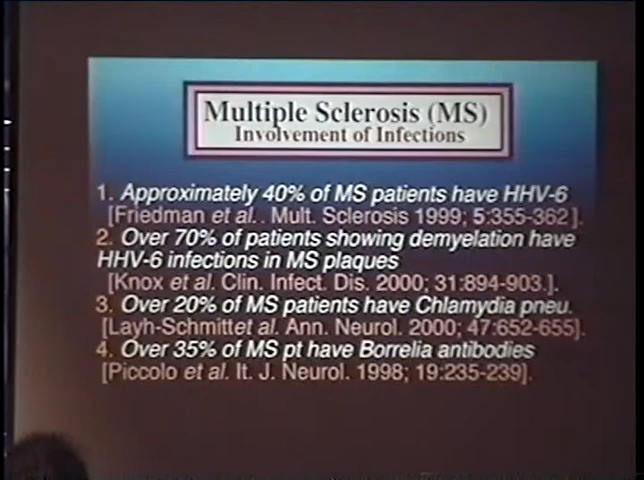 Multiple Sclerosis (MS)
Involvement of Infections
1. Approximately 40% of MS patients have HHV-6
[Friedman et al. . Mult. Sclerosis 1999; 5:355-362].
2. Over 70% of patients showing demyelation have
HHV-6 infections in MS plaques
[Knox et al. Clin. Infect. Dis. 2000; 31:894-903.].
3. Over 20% of MS patients have Chlamydia pneu.
[Layh-Schmittet al. Ann. Neurol. 2000; 47:652-655].
4. Over 35% of MS pt have Borrelia antibodies
[Piccolo et al. It. J. Neurol. 1998; 19:235-239].